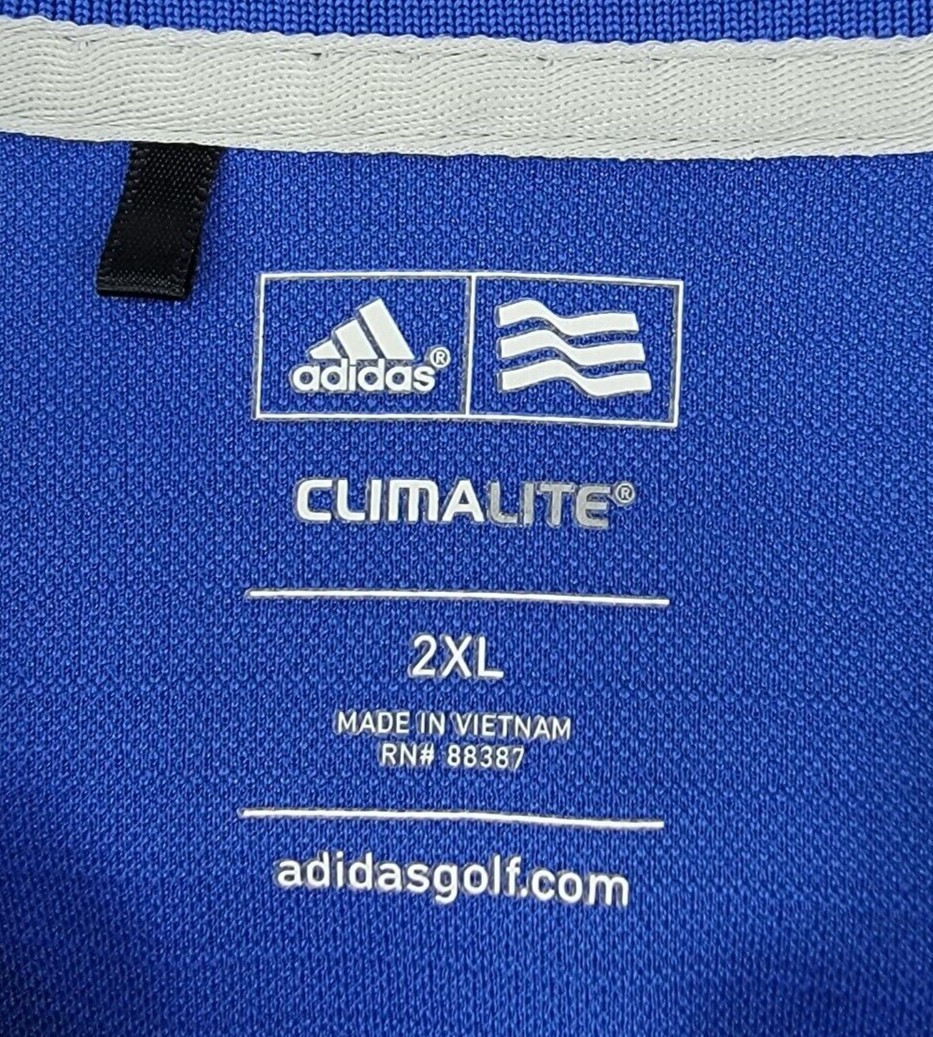 adidas®
CLIMALITE®
2XL
MADE IN VIETNAM
RN# 88387
adidasgolf.com